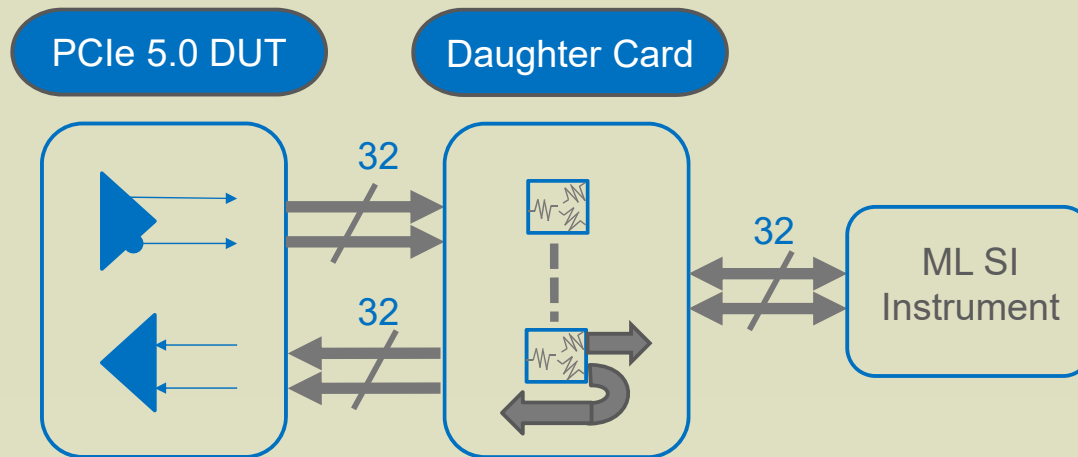 PCIe 5.0 DUT
Daughter Card
32
32
32
ML SI
Instrument